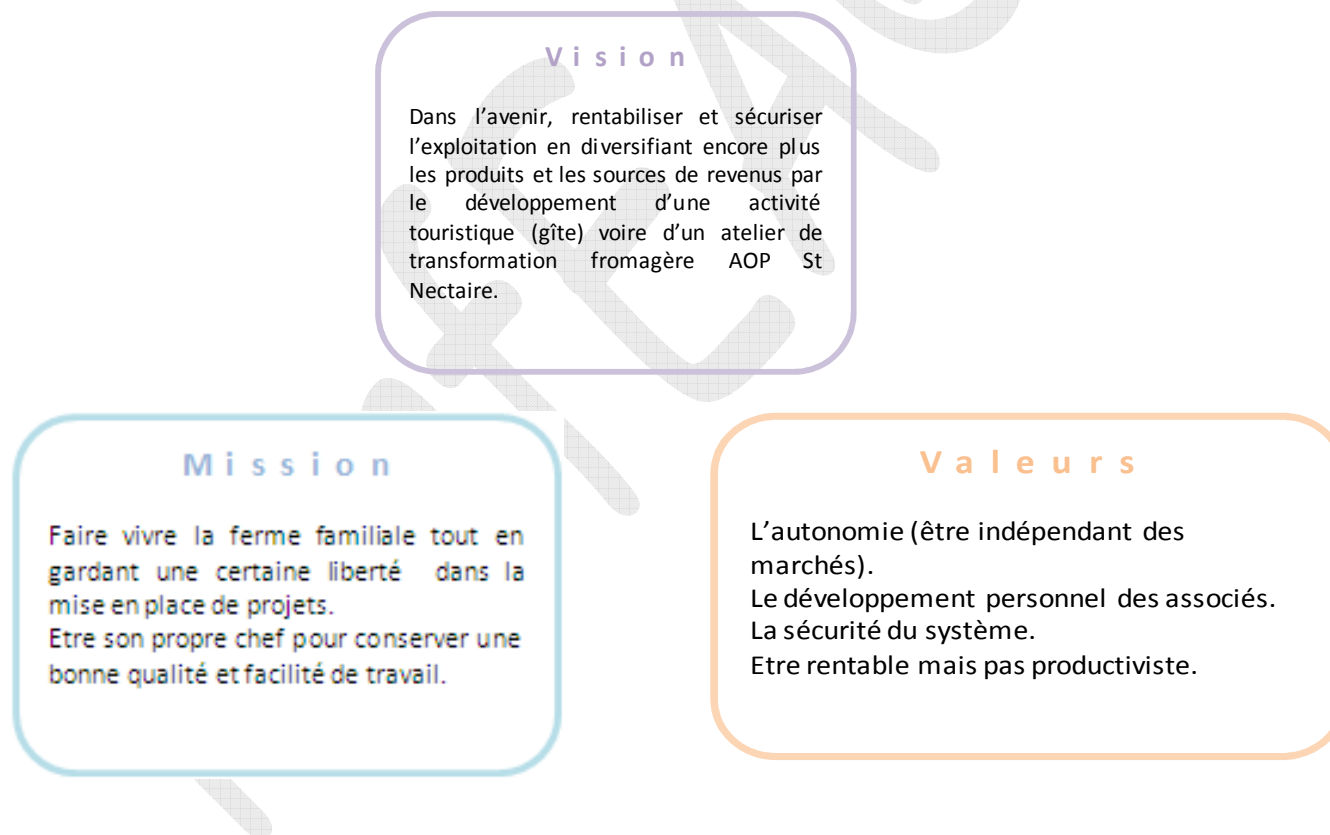 Vision
Dans l’avenir, rentabiliser et sécuriser
l’exploitation en diversifiant encore plus
les produits et les sources de revenus par
le développement d’une activité
touristique (gîte) voire d’un atelier de
transformation fromagère AOP St
Nectaire.
Mission
Faire vivre la ferme familiale tout en
gardant une certaine liberté dans la
mise en place de projets.
Etre son propre chef pour conserver une
bonne qualité et facilité de travail.
Valeurs
L’autonomie (être indépendant des
marchés).
Le développement personnel des associés.
La sécurité du système.
Etre rentable mais pas productiviste.